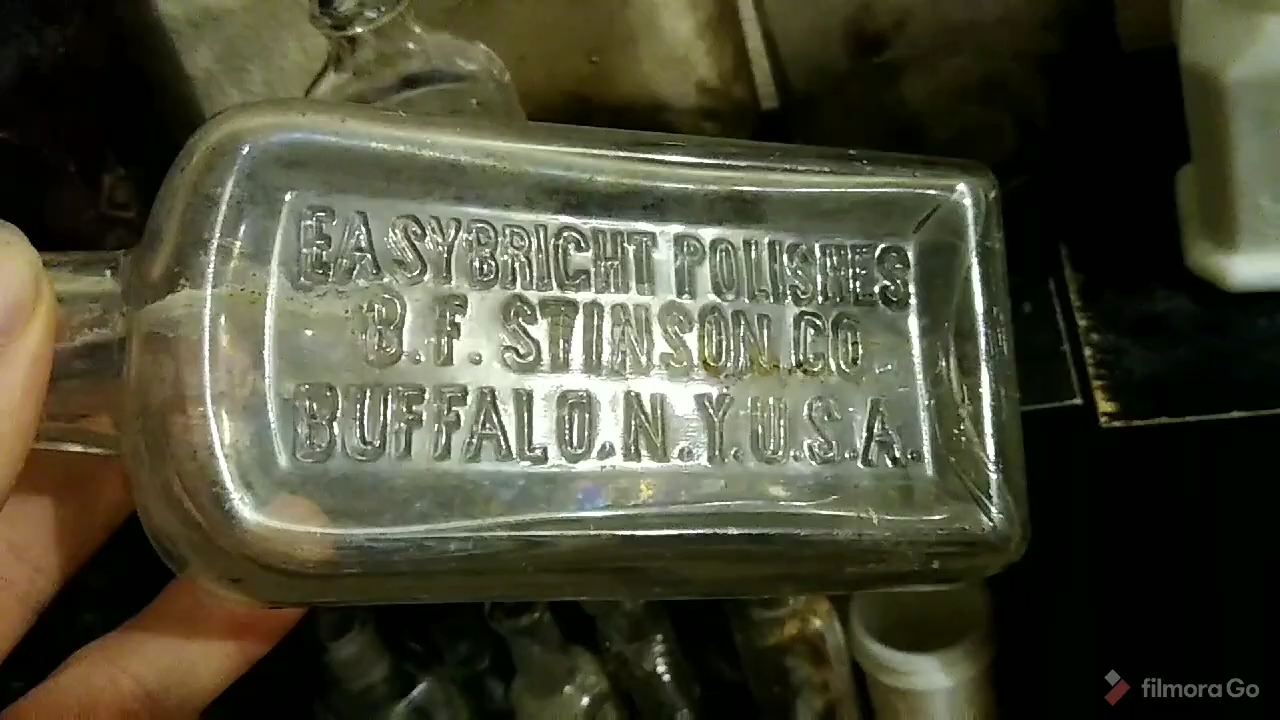 EASYBRIGHT POLISHES
B.F. STINSON.CO
BUFFALO.N.Y.U.S.A.
filmoraGo